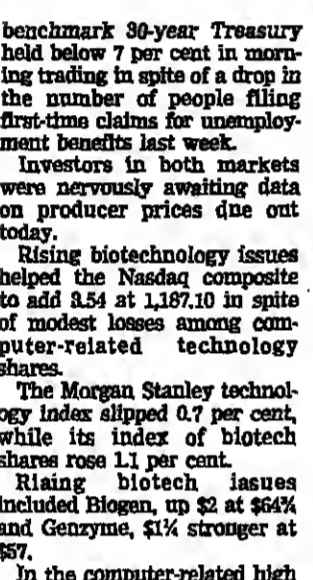 benchmark 30-year Treasury
held below 7 per cent in morn-
ing trading in spite of a drop in
the number of people filing
first-time claims for unemploy-
ment benefits last week.
Investors in both markets
were nervously awaiting data
on producer prices due out
today.
Rising biotechnology issues
helped the Nasdaq composite
to add 3.54 at 1,187.10 in spite
of modest losses among com-
puter-related technology
shares.
The Morgan Stanley technol-
ogy index slipped 0.7 per cent,
while its index of biotech
shares rose 1.1 per cent.
Rising biotech issues
included Biogen, up $2 at $64¾
and Genzyme, $1¼ stronger at
$57.
In the computer-related high